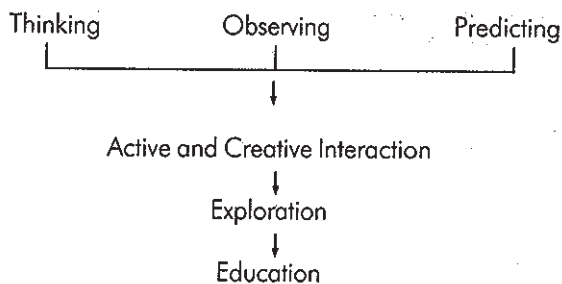 Thinking Observing Predicting
Active and Creative Interaction
Exploration
Education